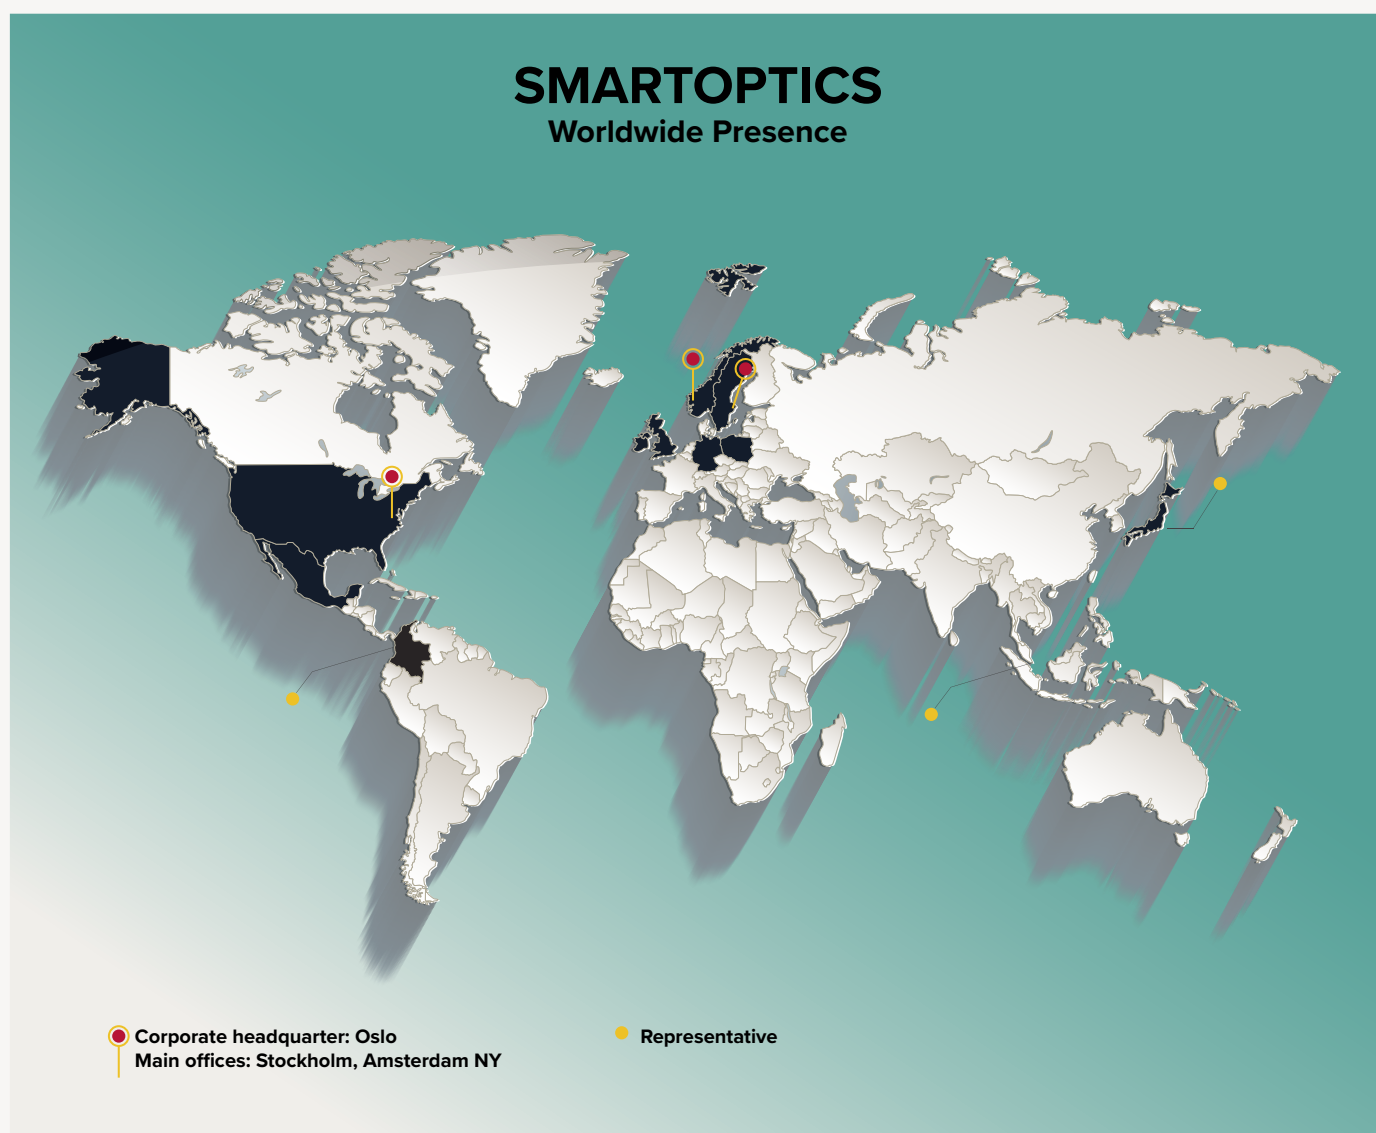 SMARTOPTICS
Worldwide Presence
Corporate headquarter: Oslo
Main offices: Stockholm, Amsterdam NY
Representative